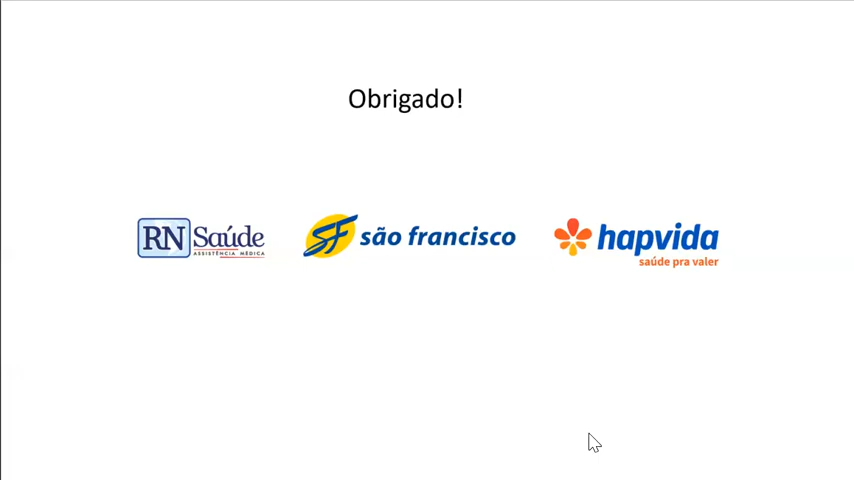 Obrigado!
RN Saúde
ASSISTÊNCIA MÉDICA
SF são francisco
hapvida
saúde pra valer